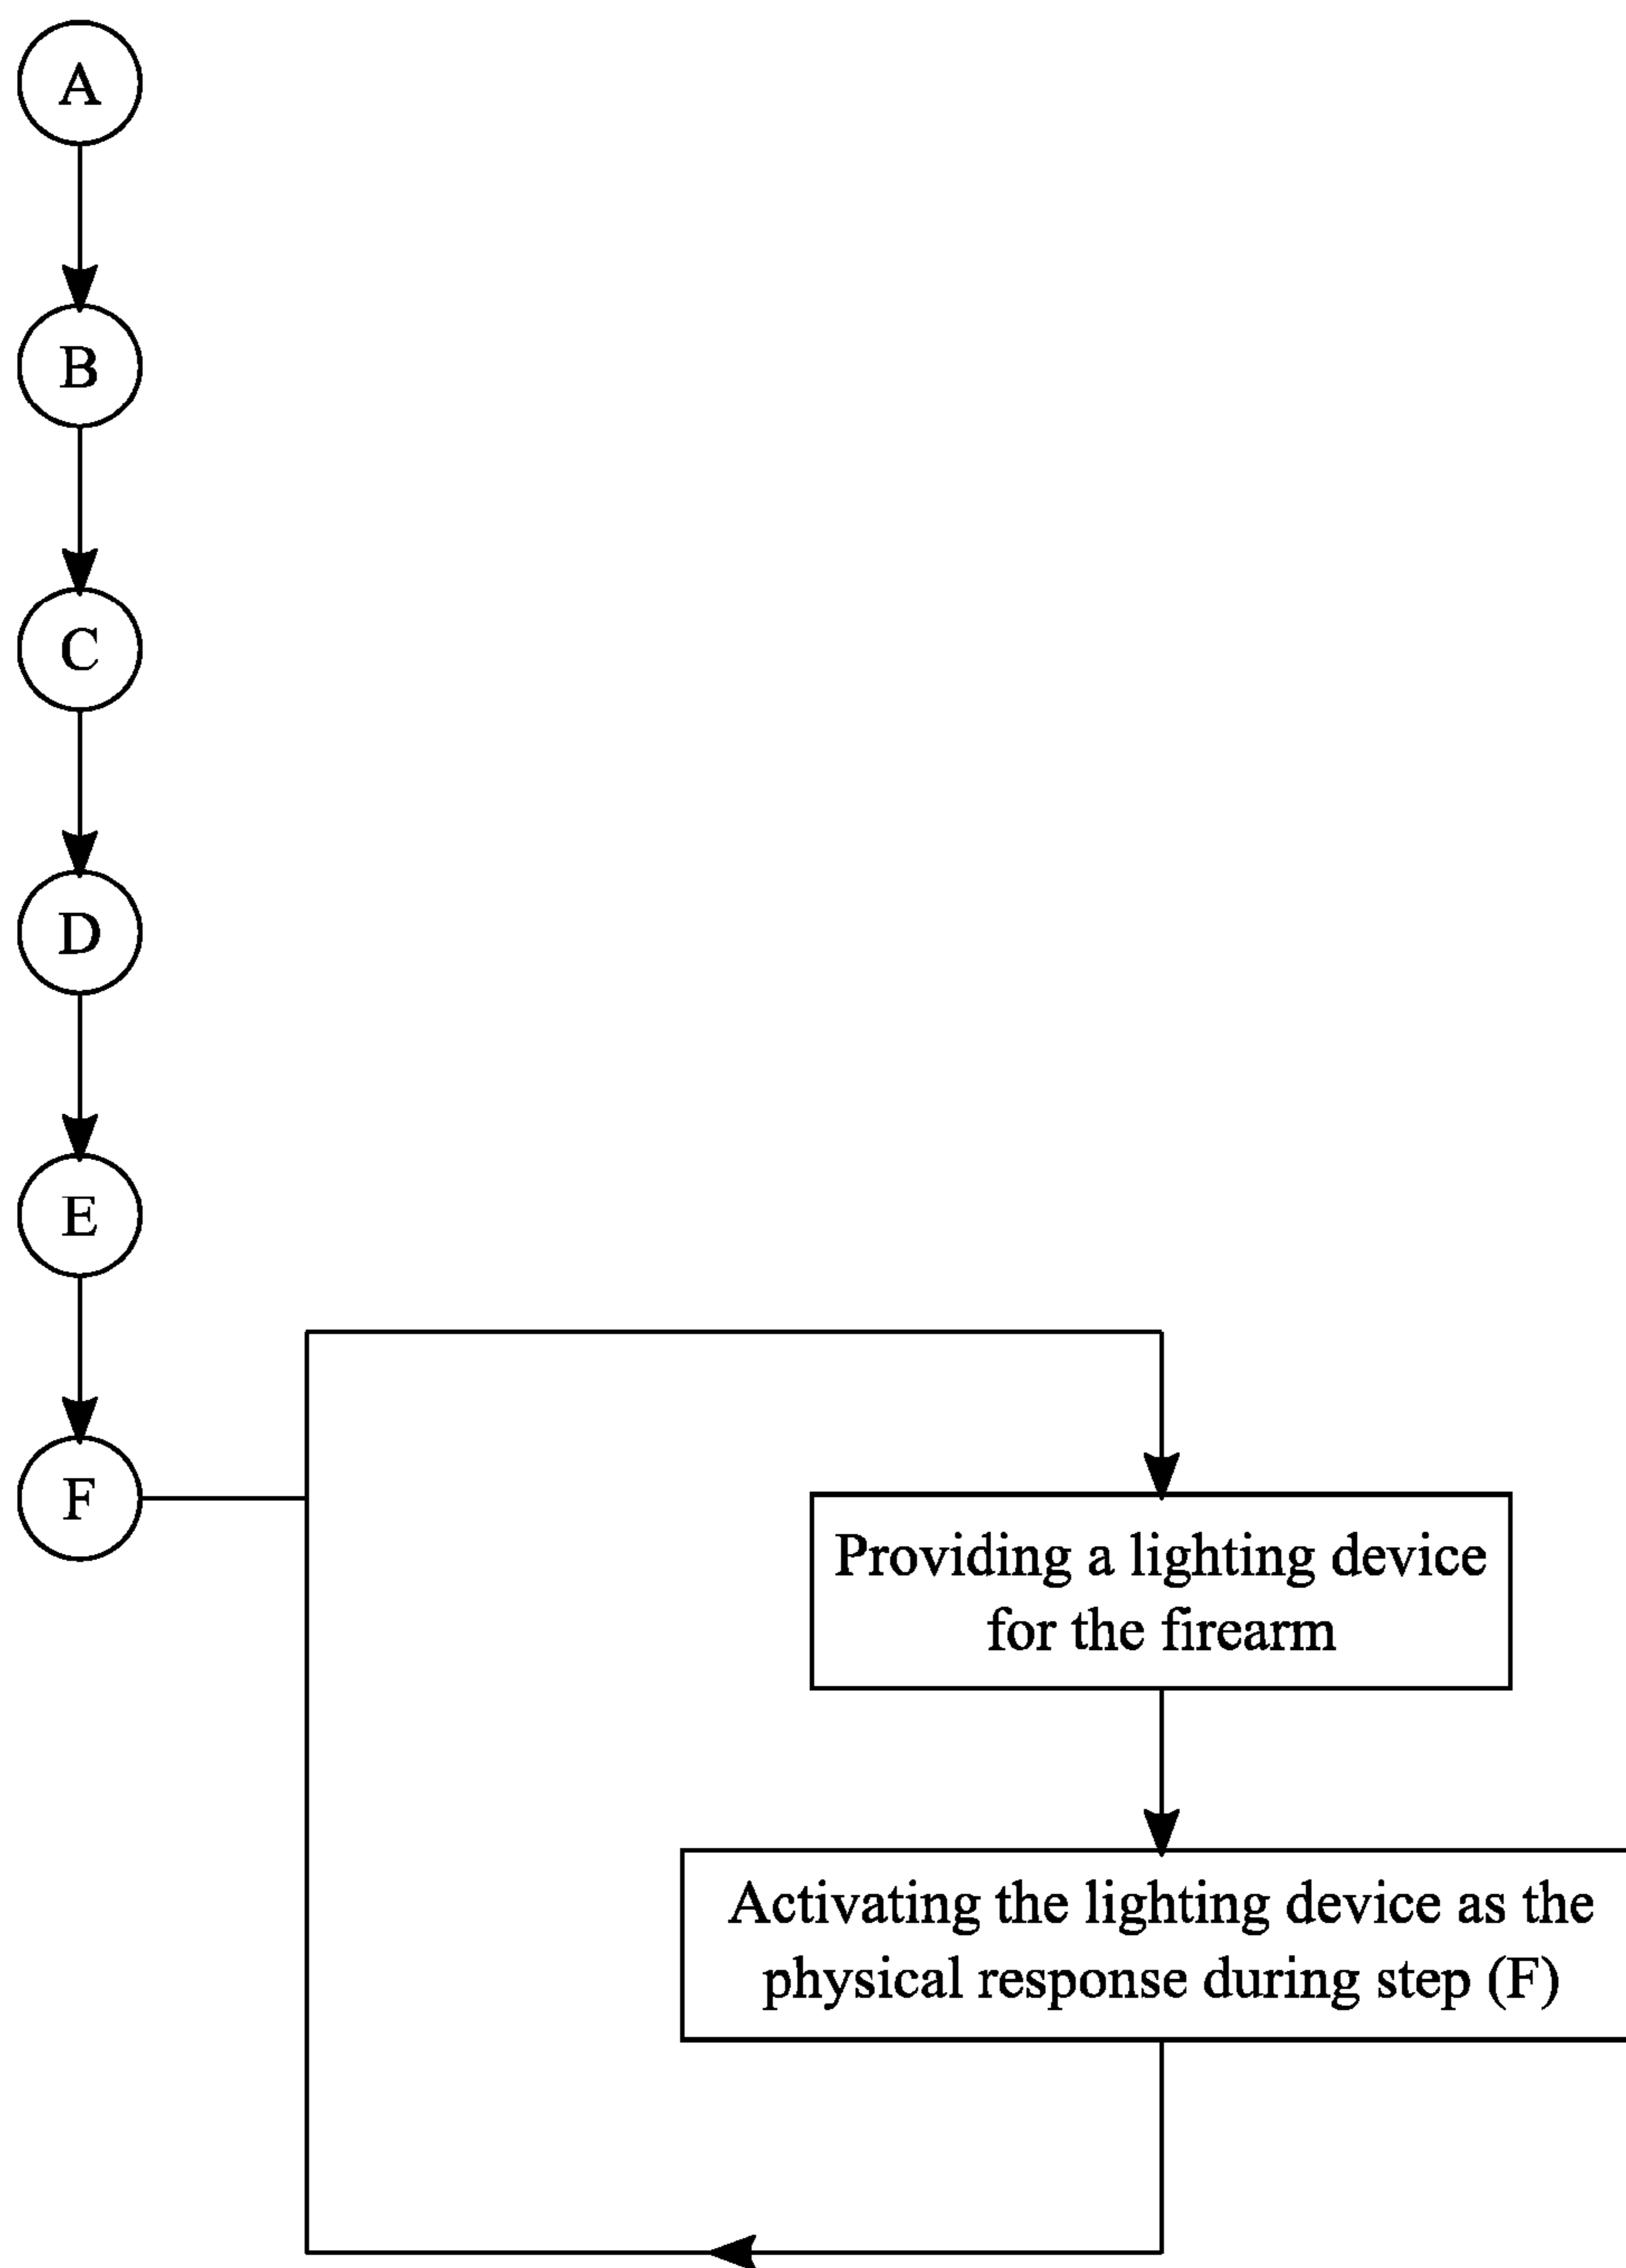 A
B
C
D
E
F
Providing a lighting device
for the firearm
Activating the lighting device as the
physical response during step (F)